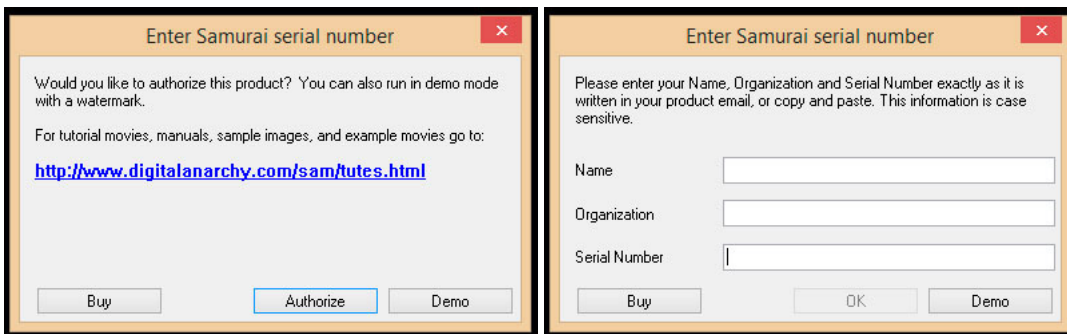 Enter Samurai serial number
Would you like to authorize this product? You can also run in demo mode
with a watermark.
For tutorial movies, manuals, sample images, and example movies go to:
http://www.digitalanarchy.com/sam/tutes.html
Buy Authorize Demo
Enter Samurai serial number
Please enter your Name, Organization and Serial Number exactly as it is
written in your product email, or copy and paste. This information is case
sensitive.
Name
Organization
Serial Number
Buy OK Demo